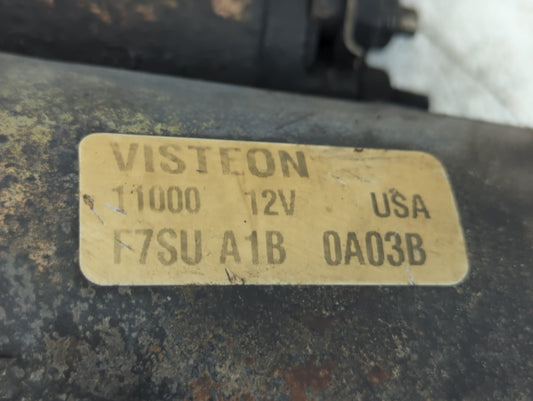 VISTEON
11000 12V USA
F7SU A1B 0A03B